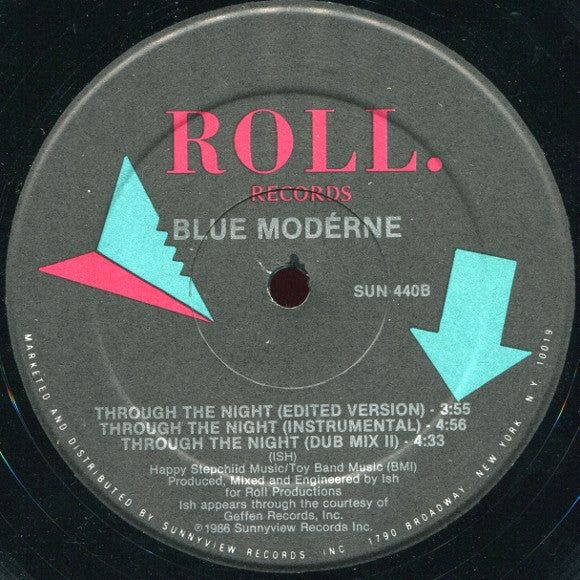 ROLL.
RECORDS
BLUE MODÉRNE
SUN 440B
THROUGH THE NIGHT (EDITED VERSION) - 3:55
THROUGH THE NIGHT (INSTRUMENTAL) - 4:56
THROUGH THE NIGHT (DUB MIX II) - 4:33
(ISH)
Happy Stepchild Music/Toy Band Music (BMI)
Produced, Mixed and Engineered by Ish
for Roll Productions
Ish appears through the courtesy of
Geffen Records, Inc.
℗1986 Sunnyview Records Inc.
MARKETED AND DISTRIBUTED BY SUNNYVIEW RECORDS, INC 1790 BROADWAY, NEW YORK, N.Y. 10019